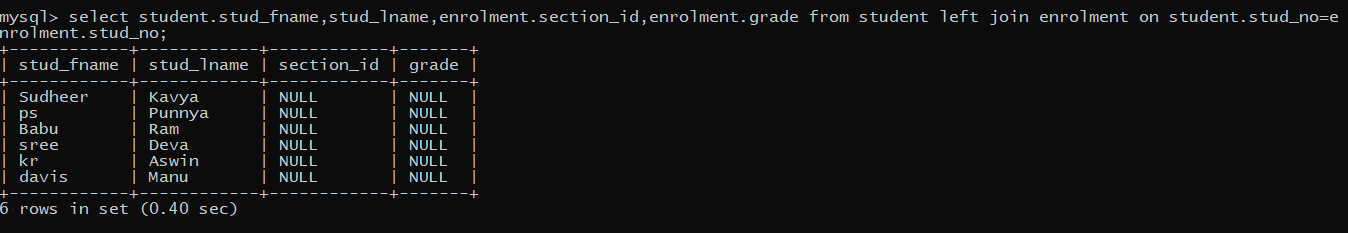 mysql> select student.stud_fname,stud_lname,enrolment.section_id,enrolment.grade from student left join enrolment on student.stud_no=e
nrolment.stud_no;
+------------+------------+------------+-------+
| stud_fname | stud_lname | section_id | grade |
+------------+------------+------------+-------+
| Sudheer    | Kavya      | NULL       | NULL  |
| ps         | Punnya     | NULL       | NULL  |
| Babu       | Ram        | NULL       | NULL  |
| sree       | Deva       | NULL       | NULL  |
| kr         | Aswin      | NULL       | NULL  |
| davis      | Manu       | NULL       | NULL  |
+------------+------------+------------+-------+
6 rows in set (0.40 sec)